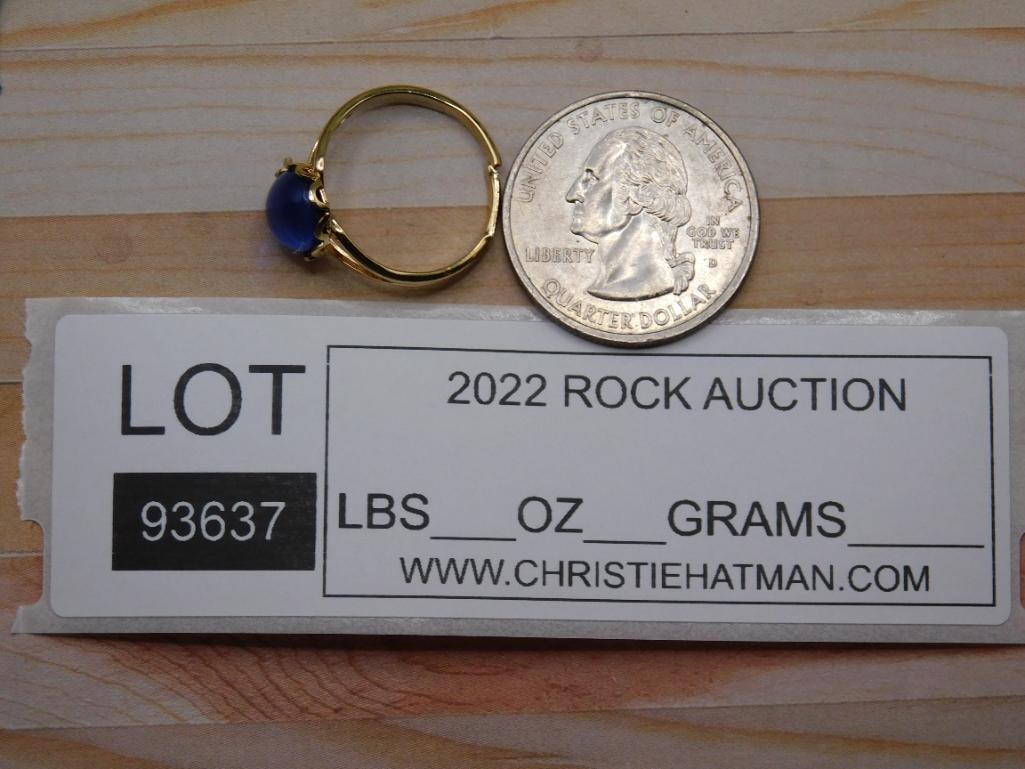 UNITED STATES OF AMERICA
IN
GOD WE
TRUST
LIBERTY
D
QUARTER DOLLAR
LOT
93637
2022 ROCK AUCTION
LBS___OZ___GRAMS_____
WWW.CHRISTIEHATMAN.COM